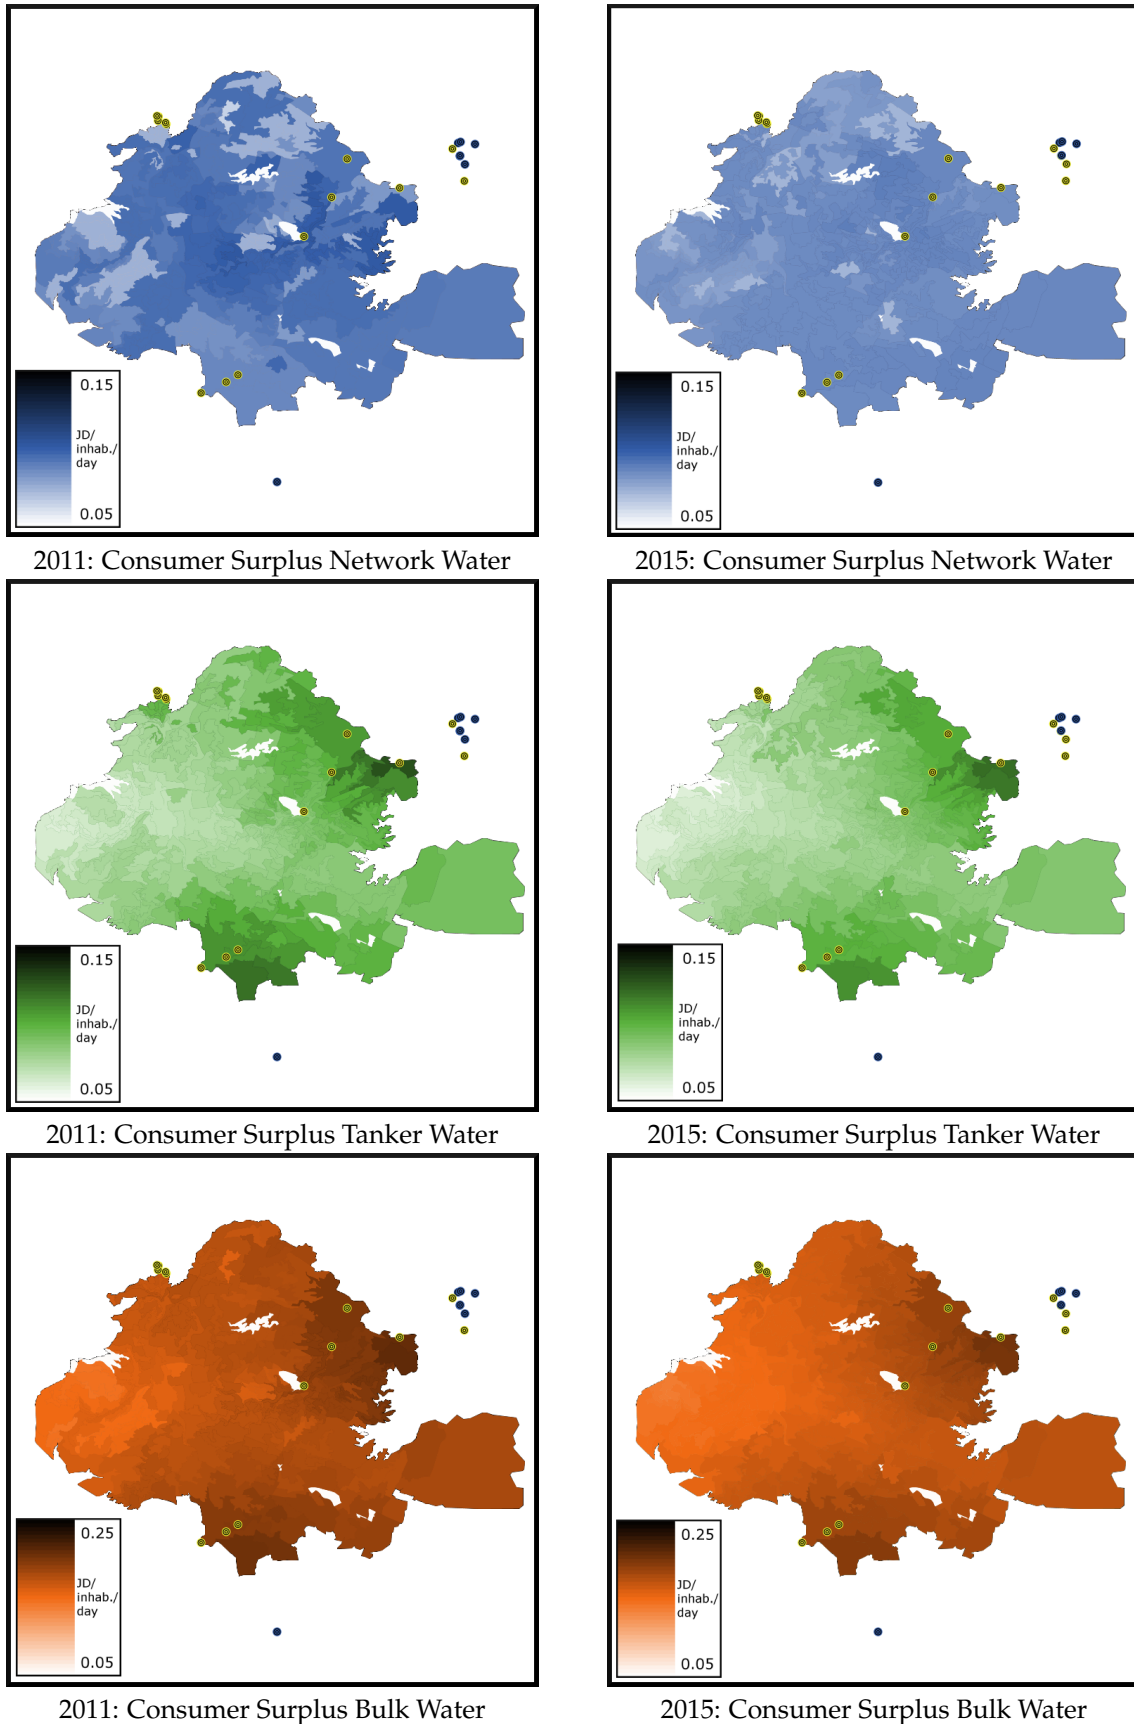 0.15
JD/
inhab./
day
0.05
0.15
JD/
inhab./
day
0.05
2011: Consumer Surplus Network Water
2015: Consumer Surplus Network Water
0.15
JD/
inhab./
day
0.05
0.15
JD/
inhab./
day
0.05
2011: Consumer Surplus Tanker Water
2015: Consumer Surplus Tanker Water
0.25
JD/
inhab./
day
0.05
0.25
JD/
inhab./
day
0.05
2011: Consumer Surplus Bulk Water
2015: Consumer Surplus Bulk Water